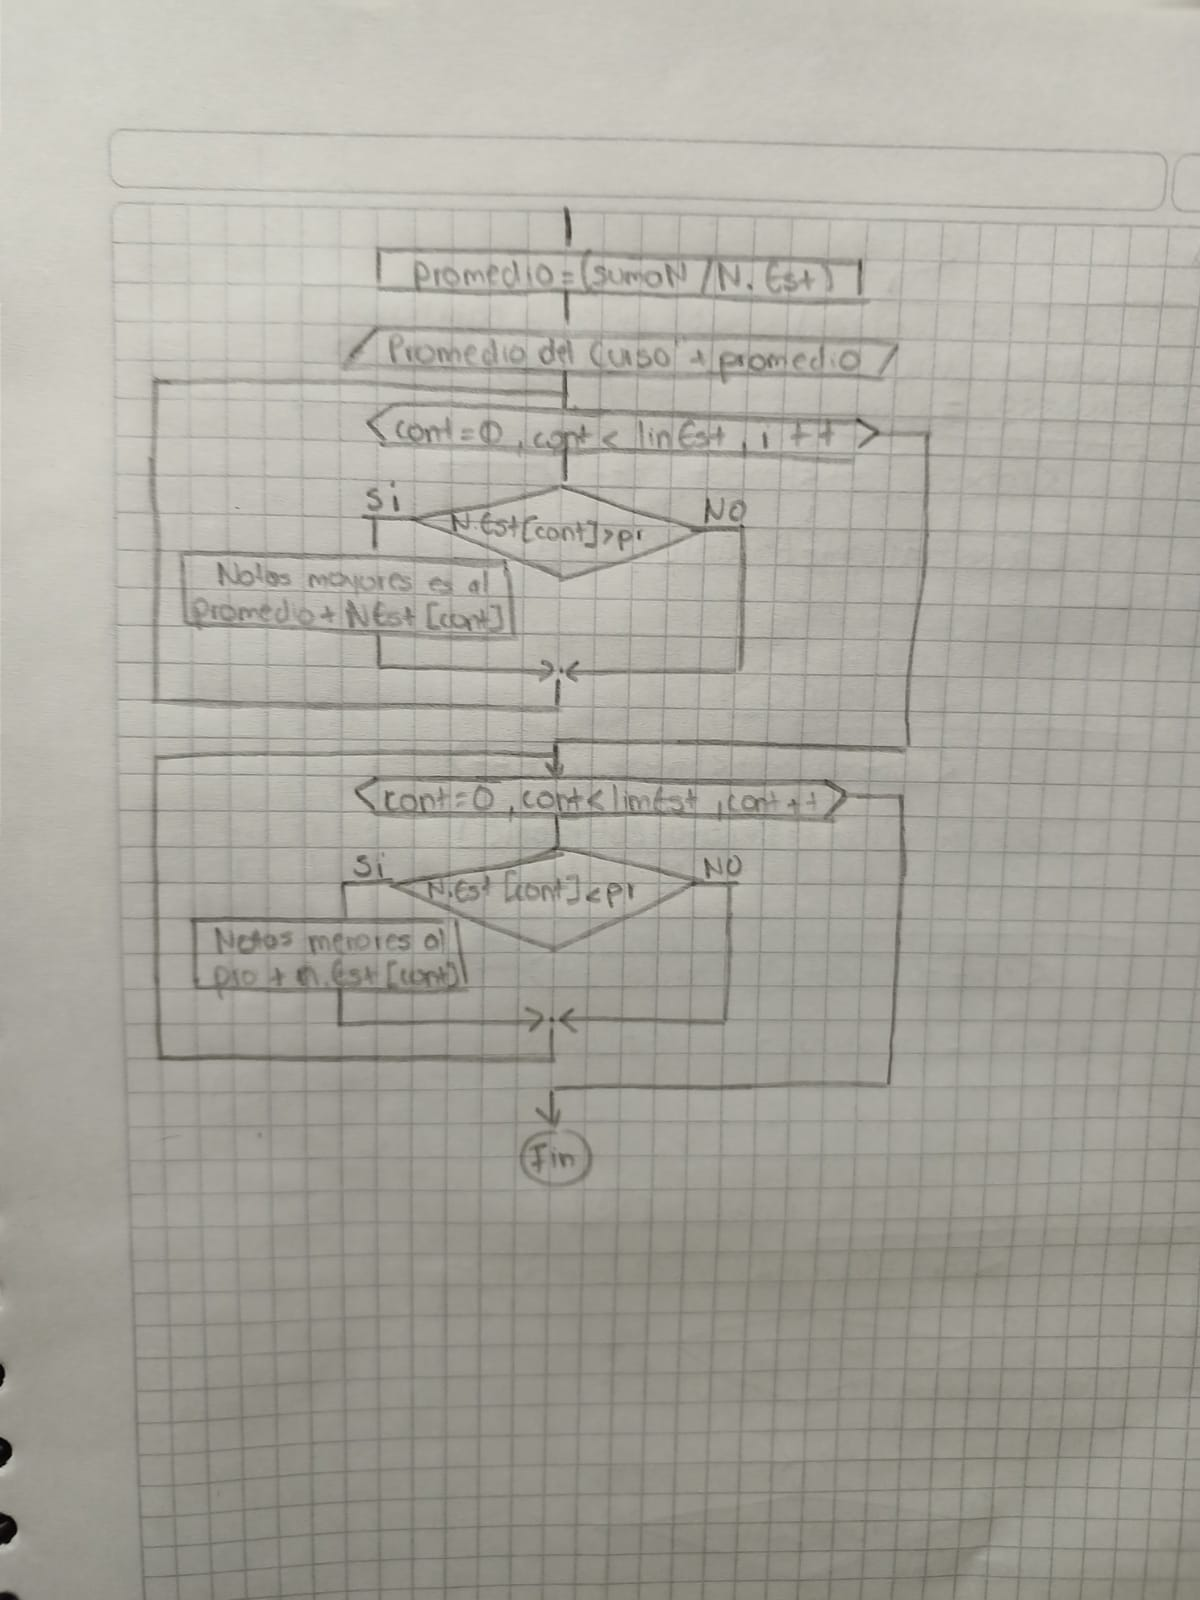 promedio=(sumaN/N.Est)
Promedio del Curso + promedio
cont=0, cont< linEst, i++
Si
NO
N.Est[cont]>pr
Notas mayores es al
promedio+ NEst [cont]
cont=0, cont<limEst, cont++
Si
NO
N.Est [cont]<pr
Notas menores al
pro + n.Est [cont]
Fin